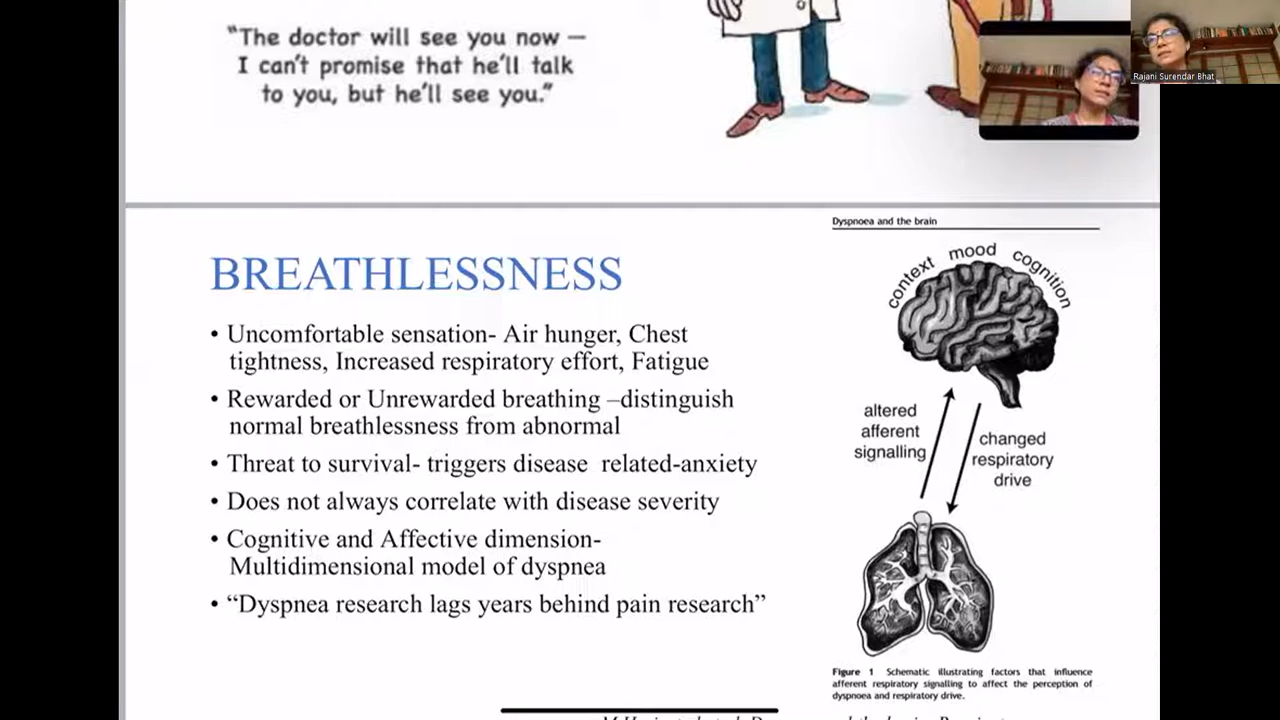 "The doctor will see you now —
I can't promise that he'll talk
to you, but he'll see you."
Rajani Surendar Bhat
Dyspnoea and the brain
BREATHLESSNESS
• Uncomfortable sensation- Air hunger, Chest
tightness, Increased respiratory effort, Fatigue
• Rewarded or Unrewarded breathing –distinguish
normal breathlessness from abnormal
• Threat to survival- triggers disease related-anxiety
• Does not always correlate with disease severity
• Cognitive and Affective dimension-
Multidimensional model of dyspnea
• “Dyspnea research lags years behind pain research”
context mood cognition
altered
afferent
signalling
changed
respiratory
drive
Figure 1 Schematic illustrating factors that influence
afferent respiratory signalling to affect the perception of
dyspnoea and respiratory drive.